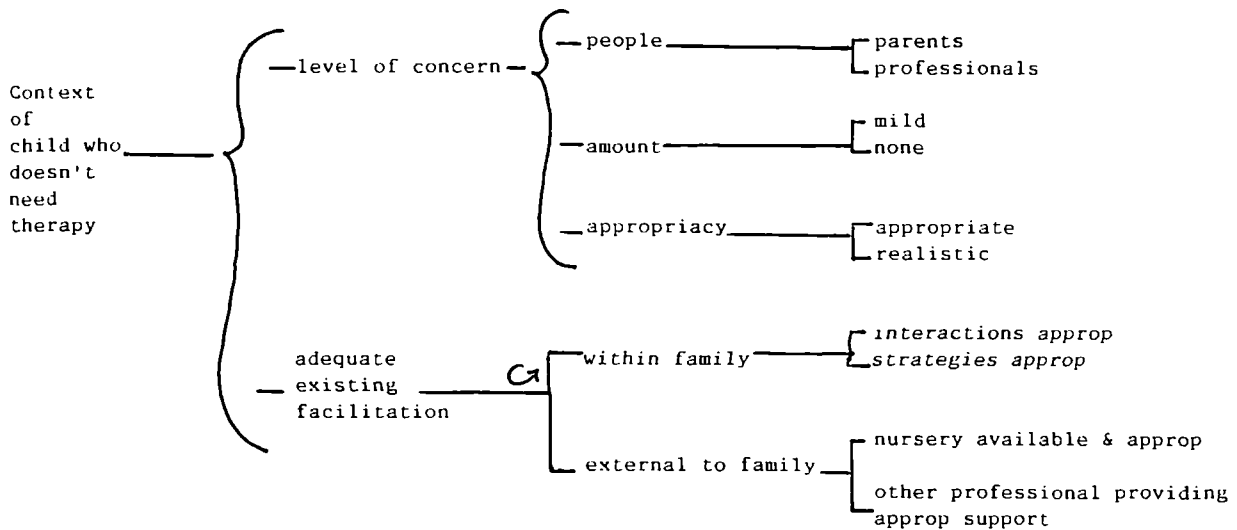 Context
of
child who
doesn't
need
therapy
level of concern
people
parents
professionals
amount
mild
none
appropriacy
appropriate
realistic
adequate
existing
facilitation
within family
interactions approp
strategies approp
external to family
nursery available & approp
other professional providing
approp support